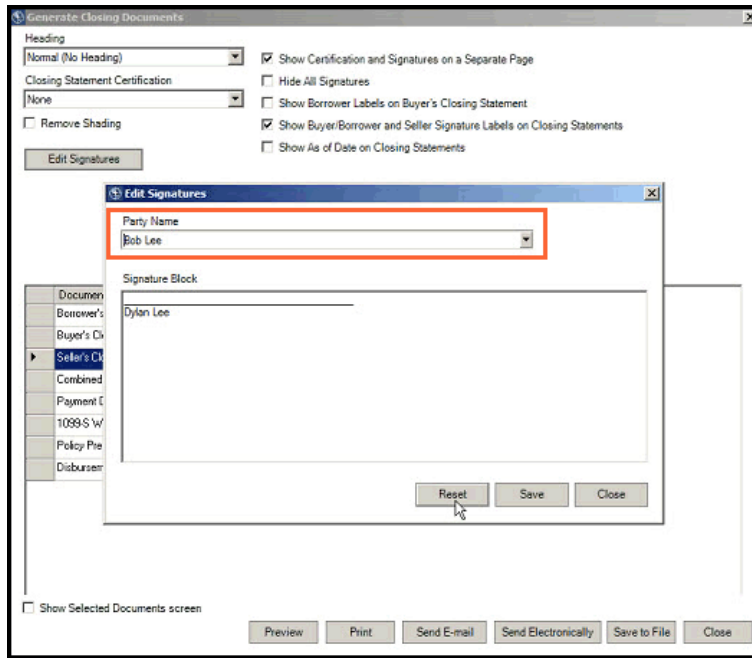 Generate Closing Documents
Heading
Normal (No Heading)
Closing Statement Certification
None
Remove Shading
Edit Signatures
Show Certification and Signatures on a Separate Page
Hide All Signatures
Show Borrower Labels on Buyer's Closing Statement
Show Buyer/Borrower and Seller Signature Labels on Closing Statements
Show As of Date on Closing Statements
Edit Signatures
Party Name
Bob Lee
Signature Block
Dylan Lee
Reset Save Close
Documen
Borrower's
Buyer's Cl
Seller's Cl
Combined
Payment D
1099-S W
Policy Pre
Disbursem
Show Selected Documents screen
Preview Print Send E-mail Send Electronically Save to File Close